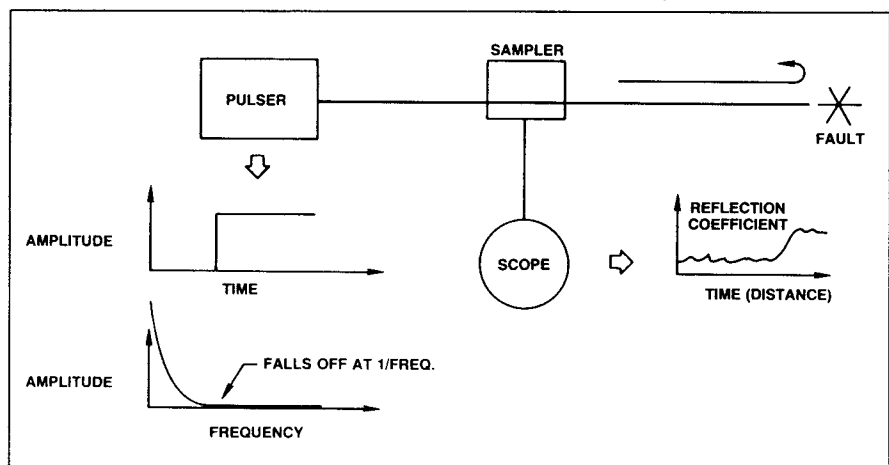 SAMPLER
PULSER
FAULT
AMPLITUDE
TIME
SCOPE
REFLECTION
COEFFICIENT
TIME (DISTANCE)
AMPLITUDE
FALLS OFF AT 1/FREQ.
FREQUENCY